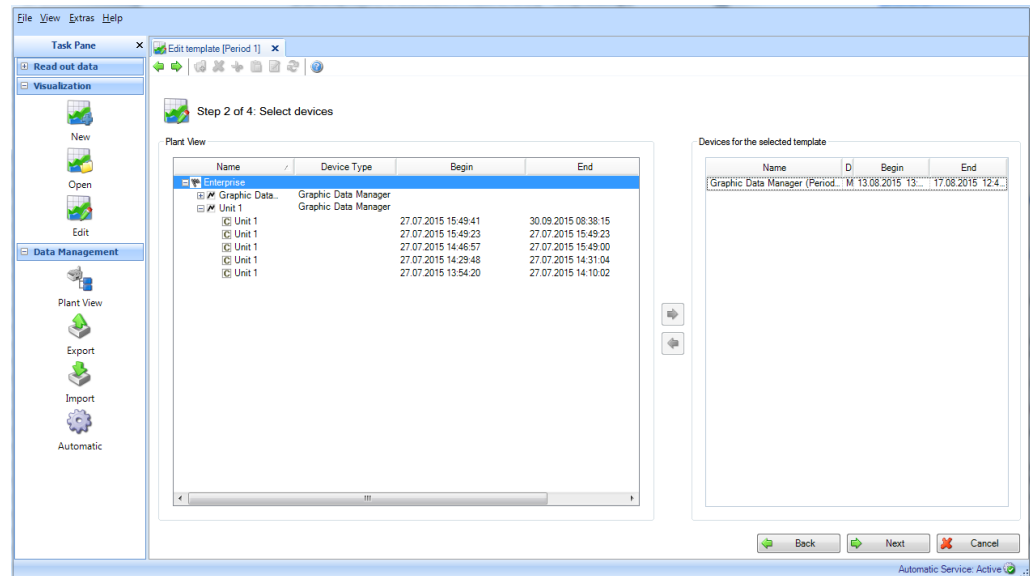 File View Extras Help
Task Pane
Edit template [Period 1]
Read out data
Visualization
New
Open
Edit
Data Management
Plant View
Export
Import
Automatic
Step 2 of 4: Select devices
Plant View
Name Device Type Begin End
Enterprise
Graphic Data... Graphic Data Manager
Unit 1 Graphic Data Manager
C Unit 1 27.07.2015 15:49:41 30.09.2015 08:38:15
C Unit 1 27.07.2015 15:49:23 27.07.2015 15:49:23
C Unit 1 27.07.2015 14:46:57 27.07.2015 15:49:00
C Unit 1 27.07.2015 14:29:48 27.07.2015 14:31:04
C Unit 1 27.07.2015 13:54:20 27.07.2015 14:10:02
Devices for the selected template
Name D Begin End
Graphic Data Manager (Period... M 13.08.2015 13:... 17.08.2015 12:4...
Back Next Cancel
Automatic Service: Active